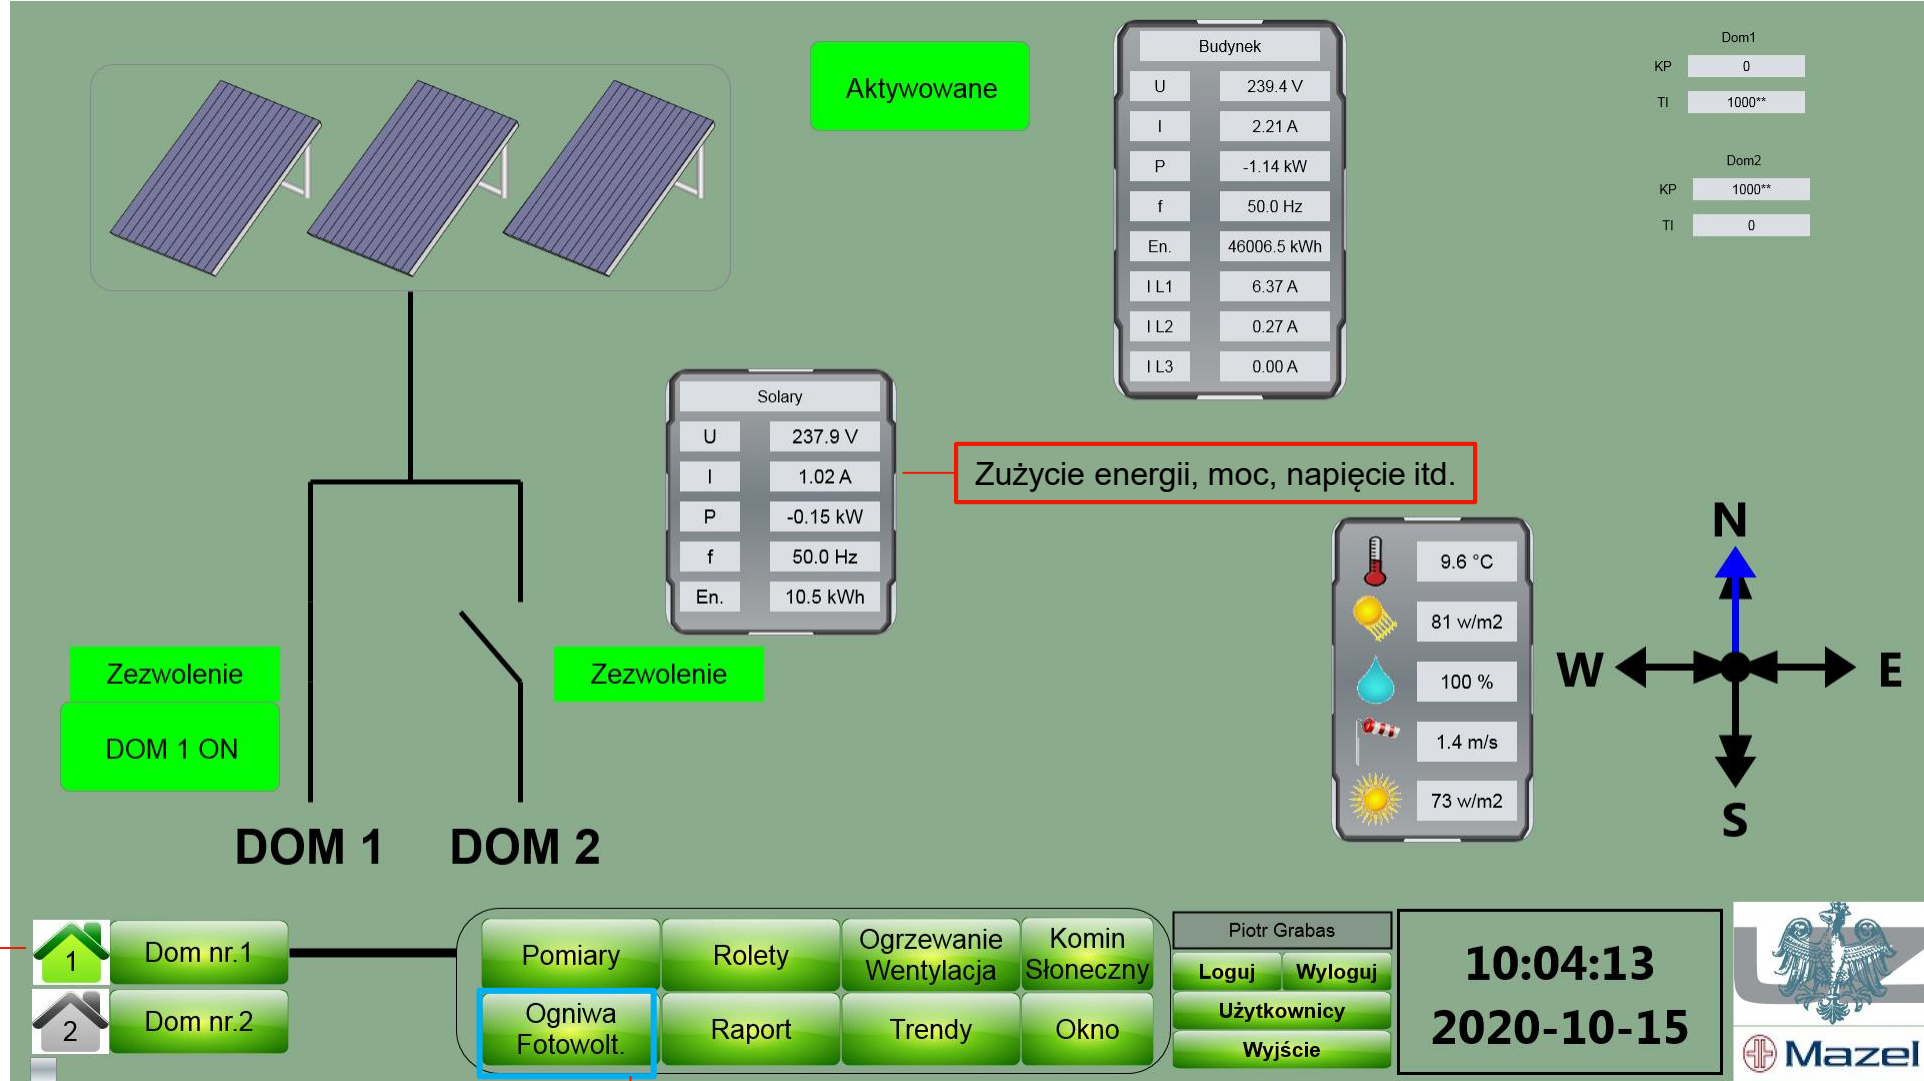 Aktywowane
Budynek
U 239.4 V
I 2.21 A
P -1.14 kW
f 50.0 Hz
En. 46006.5 kWh
I L1 6.37 A
I L2 0.27 A
I L3 0.00 A
Dom1
KP 0
TI 1000**
Dom2
KP 1000**
TI 0
Solary
U 237.9 V
I 1.02 A
P -0.15 kW
f 50.0 Hz
En. 10.5 kWh
Zużycie energii, moc, napięcie itd.
9.6 °C
81 w/m2
100 %
1.4 m/s
73 w/m2
N
W E
S
Zezwolenie
DOM 1 ON
Zezwolenie
DOM 1 DOM 2
1 Dom nr.1
2 Dom nr.2
Pomiary
Rolety
Ogrzewanie
Wentylacja
Komin
Słoneczny
Ogniwa
Fotowolt.
Raport
Trendy
Okno
Piotr Grabas
Loguj Wyloguj
Użytkownicy
Wyjście
10:04:13
2020-10-15
Mazel